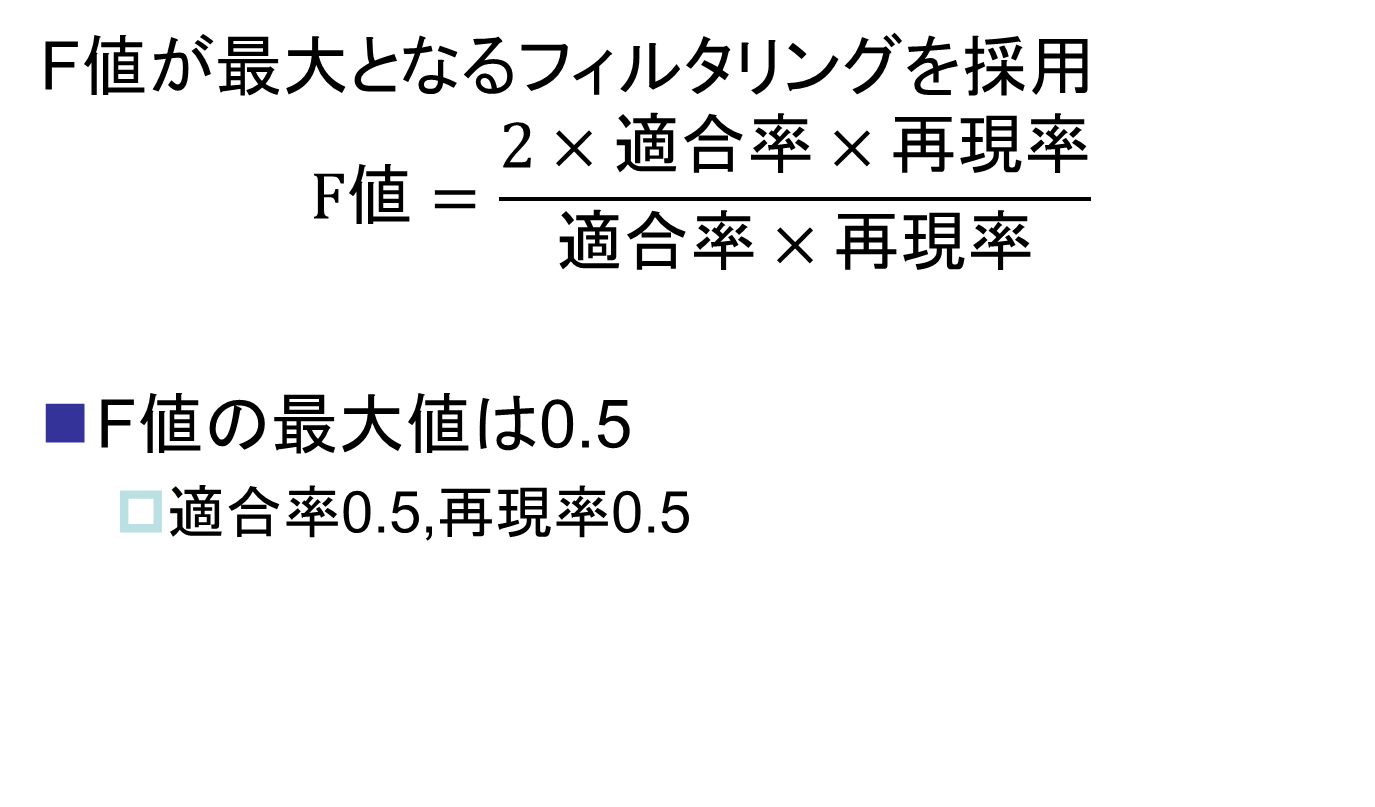 F値が最大となるフィルタリングを採用
2 × 適合率 × 再現率
F値 =
適合率 × 再現率
■F値の最大値は0.5
適合率0.5,再現率0.5